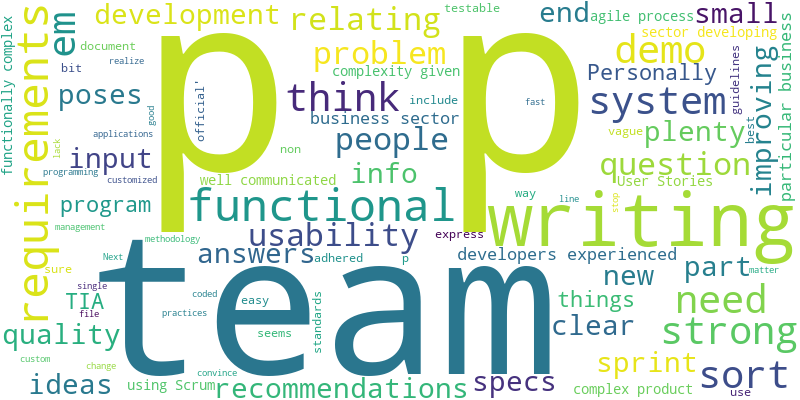 testable
development
relating
end
agile process
small
sector developing
em
document
realize
problem
demo
functionally complex
requirements
bit
poses
official'
think
complexity given
include
business sector
Personally
system
guidelines
improving
particular business
p p
good
applications
people
fast
plenty
vague
best
lack
input
non
info
question
programming
customized
well communicated
way
User Stories
program
functional
line
stop
writing
management
usability
express
methodology
answers
adhered
p
developers experienced
sure
Next
team
new
part
matter
TIA
single
file
coded
easy
things
need
practices
standards
clear
strong
quality
seems
custom
change
convince
sprint
ideas
using Scrum
recommendations
specs
complex product
sort
use